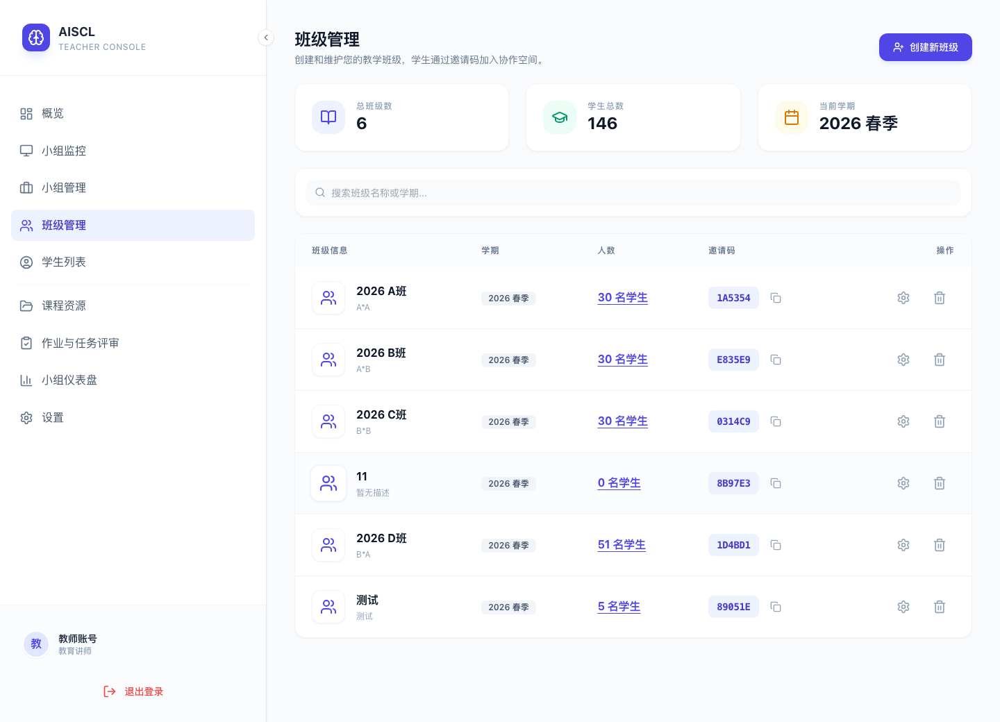 AISCL
TEACHER CONSOLE
概览
小组监控
小组管理
班级管理
学生列表
课程资源
作业与任务评审
小组仪表盘
设置
教
教师账号
教育讲师
退出登录
班级管理
创建和维护您的教学班级，学生通过邀请码加入协作空间。
创建新班级
总班级数
6
学生总数
146
当前学期
2026 春季
搜索班级名称或学期...
班级信息 学期 人数 邀请码 操作
2026 A班
A*A
2026 春季 30 名学生 1A5354
2026 B班
A*B
2026 春季 30 名学生 E835E9
2026 C班
B*B
2026 春季 30 名学生 0314C9
11
暂无描述
2026 春季 0 名学生 8B97E3
2026 D班
B*A
2026 春季 51 名学生 1D4BD1
测试
测试
2026 春季 5 名学生 89051E